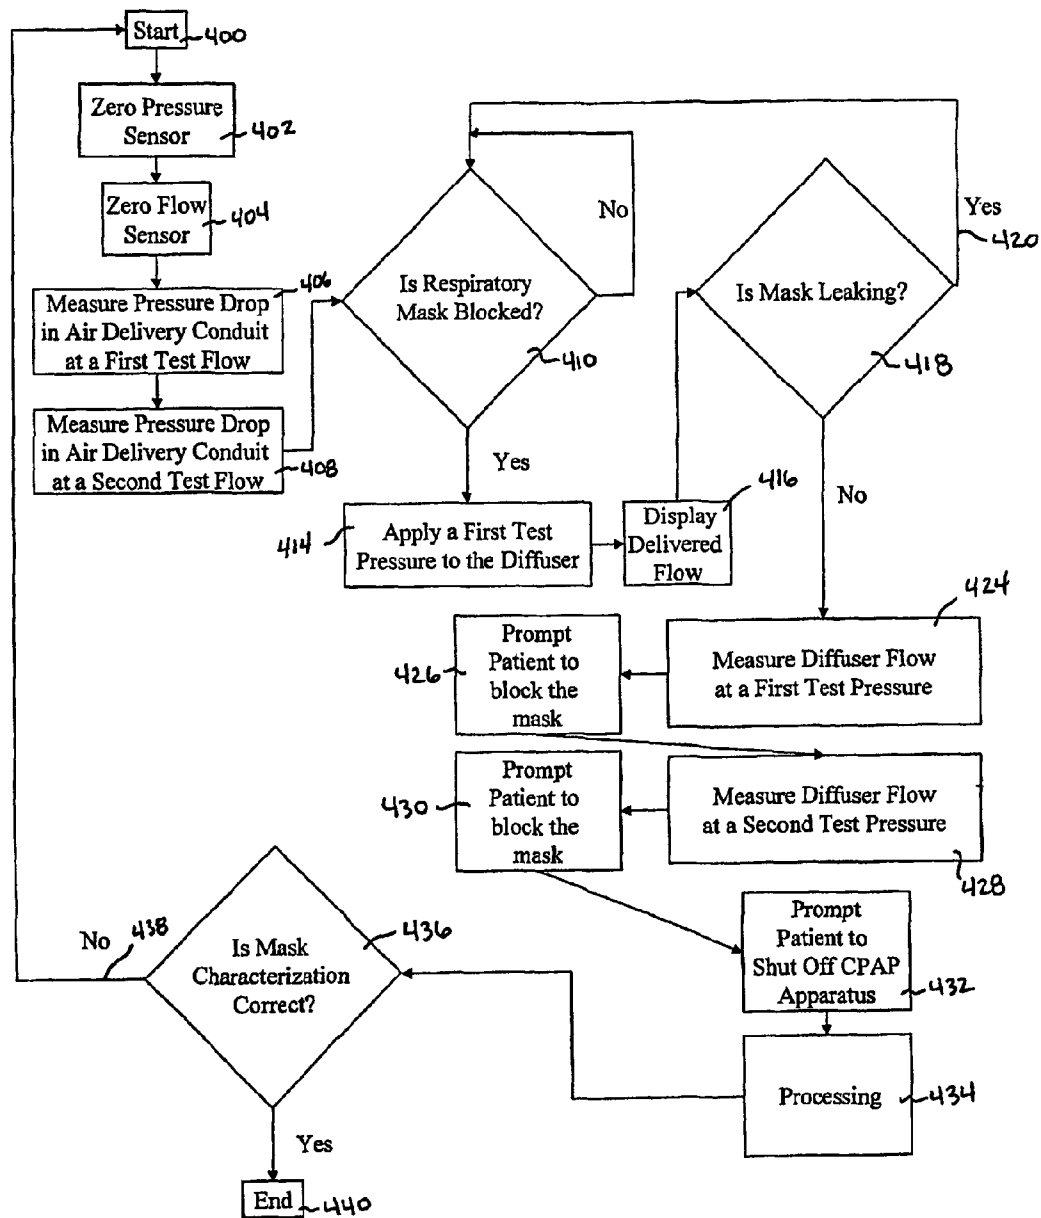 Start
400
Zero Pressure
Sensor
402
Zero Flow
Sensor
404
406
Measure Pressure Drop
in Air Delivery Conduit
at a First Test Flow
Measure Pressure Drop
in Air Delivery Conduit
at a Second Test Flow
408
Is Respiratory
Mask Blocked?
410
No
Yes
414
Apply a First Test
Pressure to the Diffuser
416
Display
Delivered
Flow
Is Mask Leaking?
418
Yes
420
No
424
Measure Diffuser Flow
at a First Test Pressure
426
Prompt
Patient to
block the
mask
Measure Diffuser Flow
at a Second Test Pressure
428
430
Prompt
Patient to
block the
mask
Prompt
Patient to
Shut Off CPAP
Apparatus
432
Processing
434
Is Mask
Characterization
Correct?
436
No
438
Yes
End
440